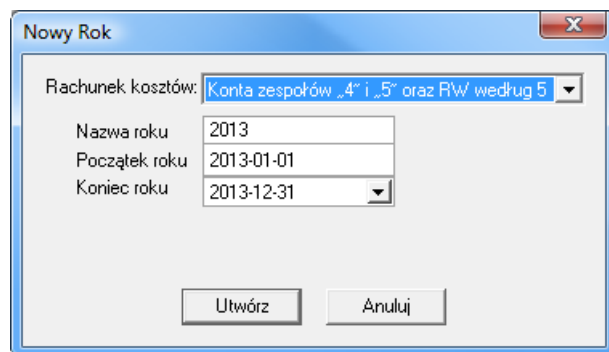 Nowy Rok
Rachunek kosztów: Konta zespołów „4” i „5” oraz RW według 5
Nazwa roku 2013
Początek roku 2013-01-01
Koniec roku 2013-12-31
Utwórz Anuluj